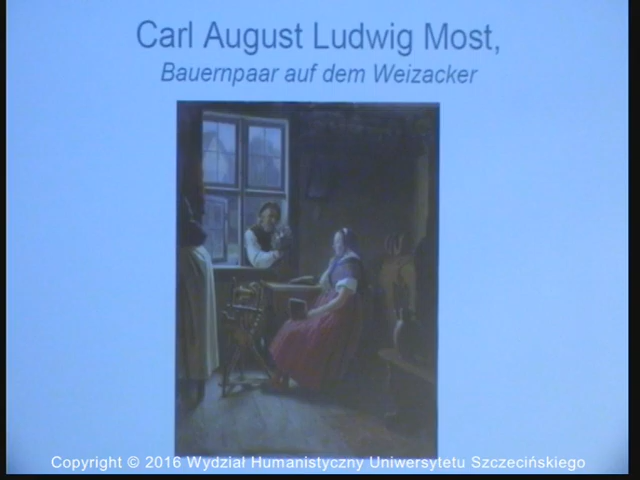 Carl August Ludwig Most,
Bauernpaar auf dem Weizacker
Copyright © 2016 Wydział Humanistyczny Uniwersytetu Szczecińskiego